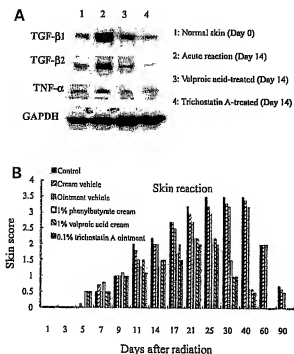 A
1 2 3 4
TGF-β1
TGF-β2
TNF-α
GAPDH
1: Normal skin (Day 0)
2: Acute reaction (Day 14)
3: Valproic acid-treated (Day 14)
4: Trichostatin A-treated (Day 14)
B
Control
Cream vehicle
Ointment vehicle
1% phenylbutyrate cream
1% valproic acid cream
0.1% trichostatin A ointment
Skin reaction
Skin score
4
3.5
3
2.5
2
1.5
1
0.5
0
1 3 5 7 9 11 14 17 21 25 30 40 60 90
Days after radiation